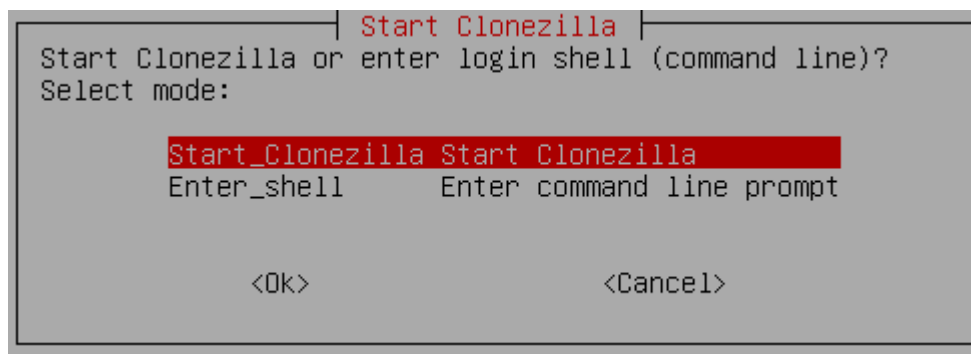 Start Clonezilla
Start Clonezilla or enter login shell (command line)?
Select mode:
Start_Clonezilla Start Clonezilla
Enter_shell Enter command line prompt
<Ok> <Cancel>